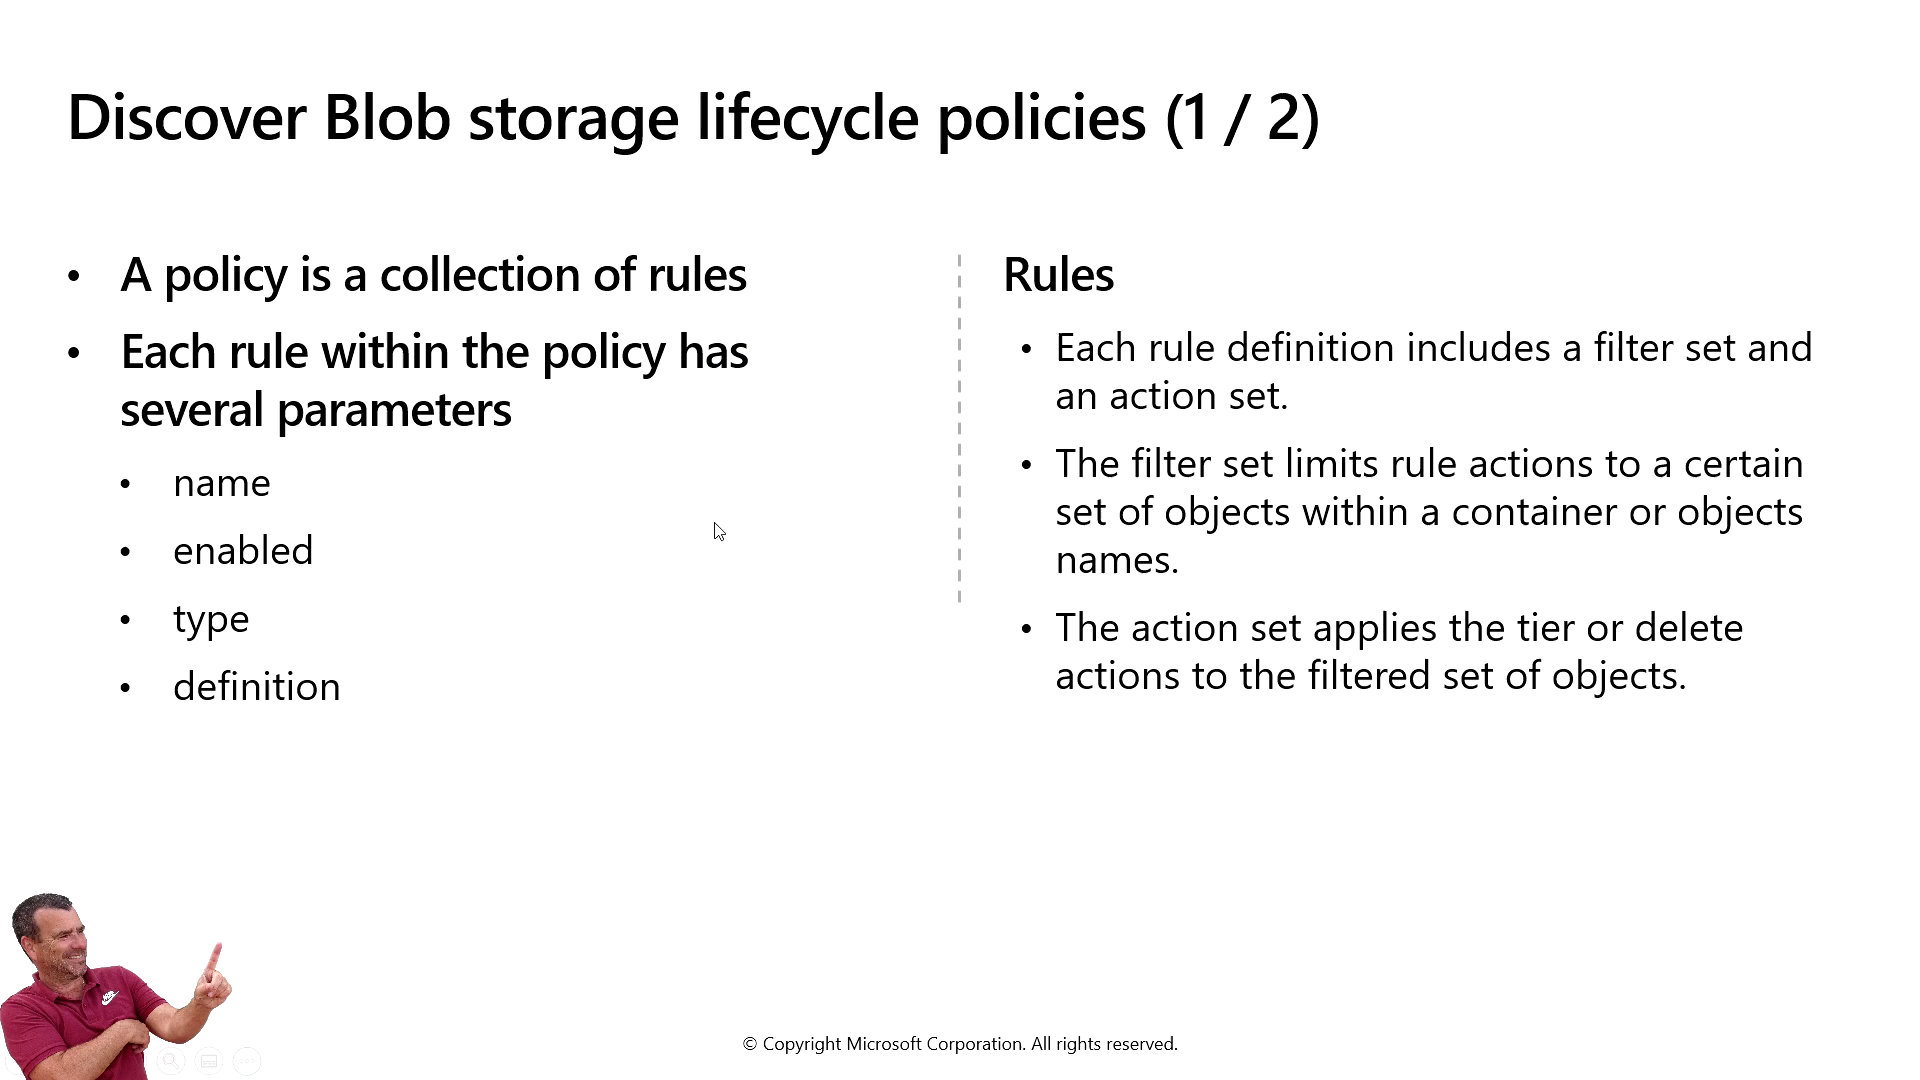 Discover Blob storage lifecycle policies (1 / 2)
• A policy is a collection of rules
• Each rule within the policy has
several parameters
• name
• enabled
• type
• definition
Rules
• Each rule definition includes a filter set and
an action set.
• The filter set limits rule actions to a certain
set of objects within a container or objects
names.
• The action set applies the tier or delete
actions to the filtered set of objects.
© Copyright Microsoft Corporation. All rights reserved.